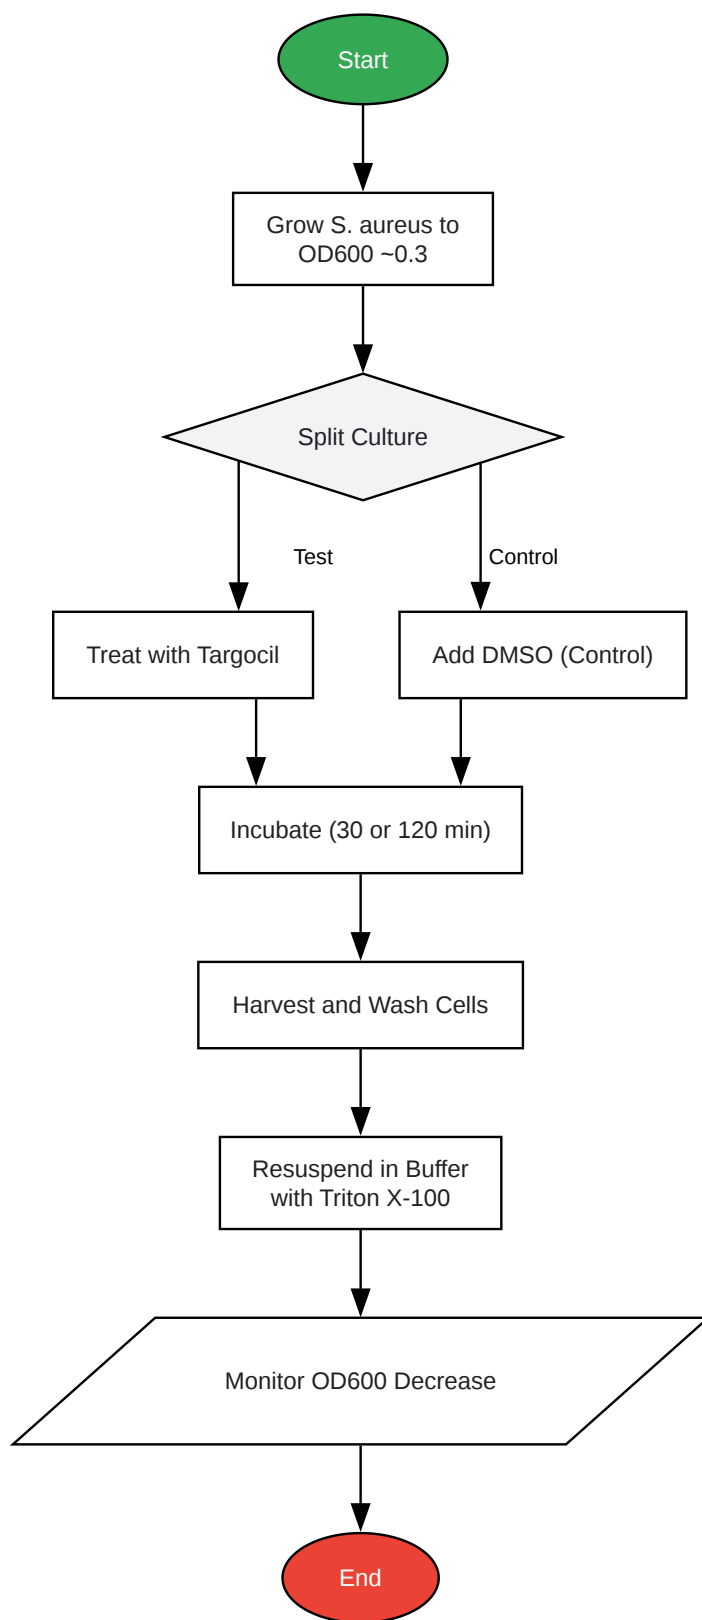 Start
Grow S. aureus to
OD600 ~0.3
Split Culture
Test
Control
Treat with Targocil
Add DMSO (Control)
Incubate (30 or 120 min)
Harvest and Wash Cells
Resuspend in Buffer
with Triton X-100
Monitor OD600 Decrease
End